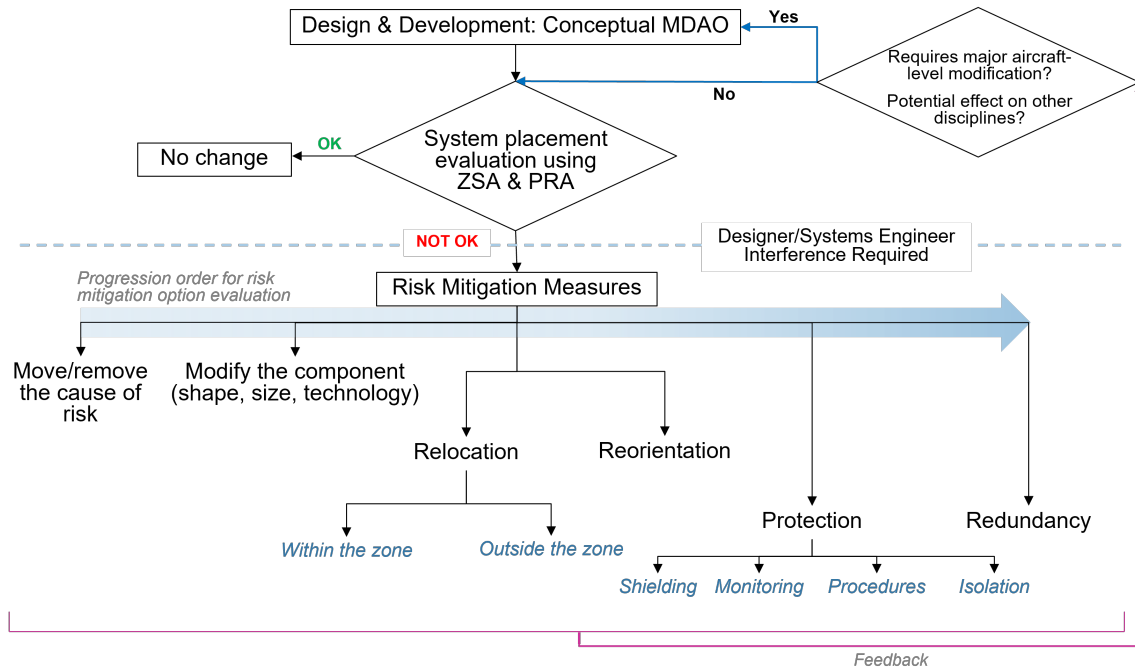 Design & Development: Conceptual MDAO
Yes
Requires major aircraft-
level modification?
Potential effect on other
disciplines?
No
System placement
evaluation using
ZSA & PRA
OK
No change
NOT OK
Designer/Systems Engineer
Interference Required
Progression order for risk
mitigation option evaluation
Risk Mitigation Measures
Move/remove
the cause of
risk
Modify the component
(shape, size, technology)
Relocation
Reorientation
Within the zone
Outside the zone
Protection
Redundancy
Shielding
Monitoring
Procedures
Isolation
Feedback